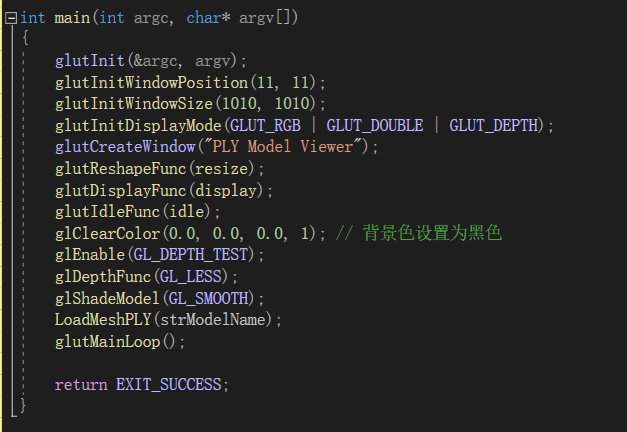 int main(int argc, char* argv[])
{
glutInit(&argc, argv);
glutInitWindowPosition(11, 11);
glutInitWindowSize(1010, 1010);
glutInitDisplayMode(GLUT_RGB | GLUT_DOUBLE | GLUT_DEPTH);
glutCreateWindow("PLY Model Viewer");
glutReshapeFunc(resize);
glutDisplayFunc(display);
glutIdleFunc(idle);
glClearColor(0.0, 0.0, 0.0, 1); // 背景色设置为黑色
glEnable(GL_DEPTH_TEST);
glDepthFunc(GL_LESS);
glShadeModel(GL_SMOOTH);
LoadMeshPLY(strModelName);
glutMainLoop();
return EXIT_SUCCESS;
}